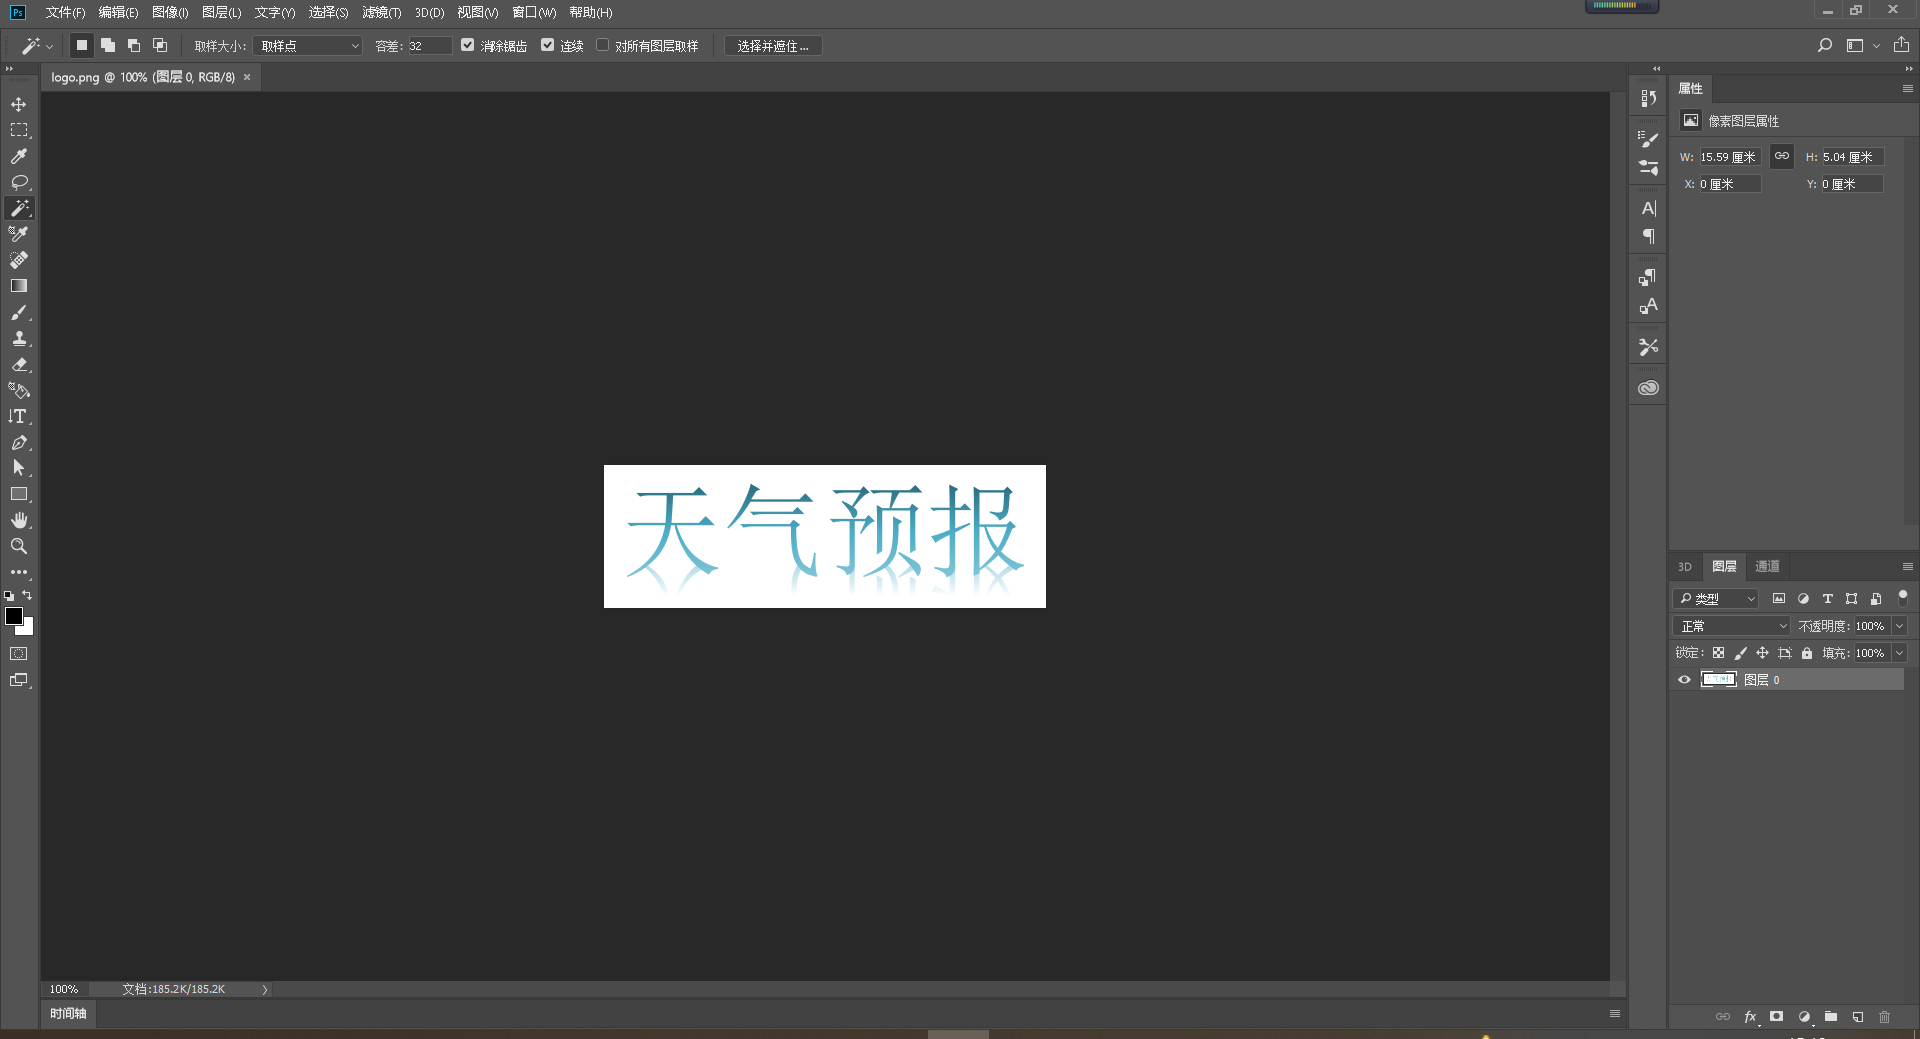 Ps 文件(F) 编辑(E) 图像(I) 图层(L) 文字(Y) 选择(S) 滤镜(T) 3D(D) 视图(V) 窗口(W) 帮助(H)
取样大小: 取样点 容差: 32 消除锯齿 连续 对所有图层取样 选择并遮住 ...
logo.png @ 100% (图层 0, RGB/8) ×
天气预报
100% 文档:185.2K/185.2K
时间轴
属性
像素图层属性
W: 15.59 厘米 H: 5.04 厘米
X: 0 厘米 Y: 0 厘米
3D 图层 通道
类型
正常 不透明度: 100%
锁定: 填充: 100%
图层 0
fx